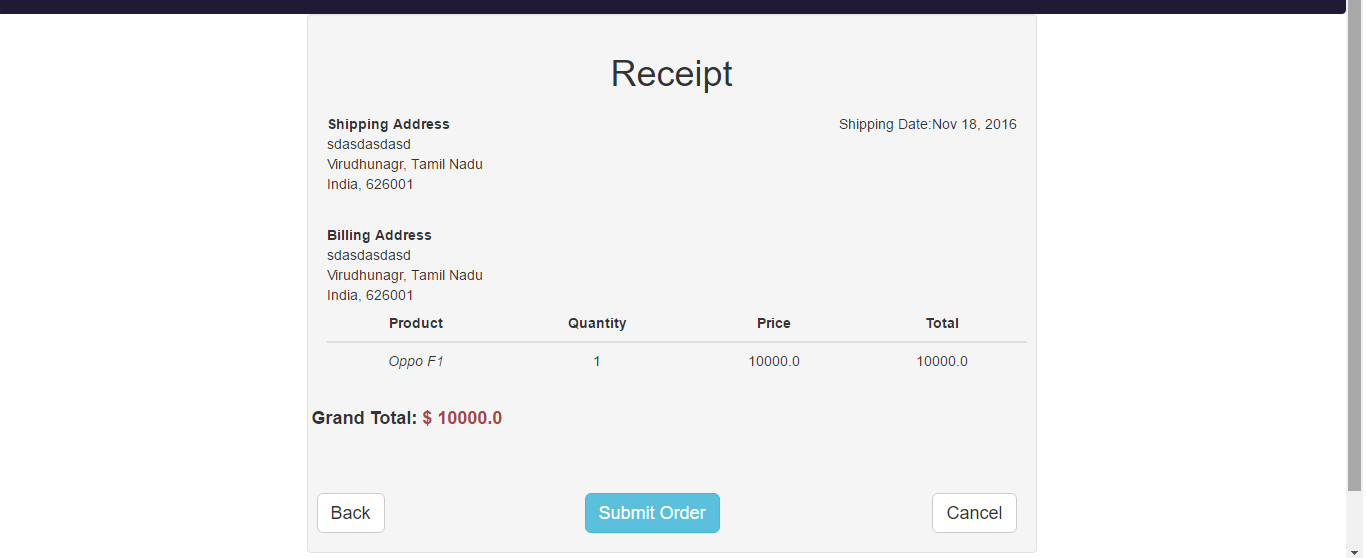 Receipt
Shipping Address
Shipping Date:Nov 18, 2016
sdasdasdasd
Virudhunagr, Tamil Nadu
India, 626001
Billing Address
sdasdasdasd
Virudhunagr, Tamil Nadu
India, 626001
Product Quantity Price Total
Oppo F1 1 10000.0 10000.0
Grand Total: $ 10000.0
Back Submit Order Cancel